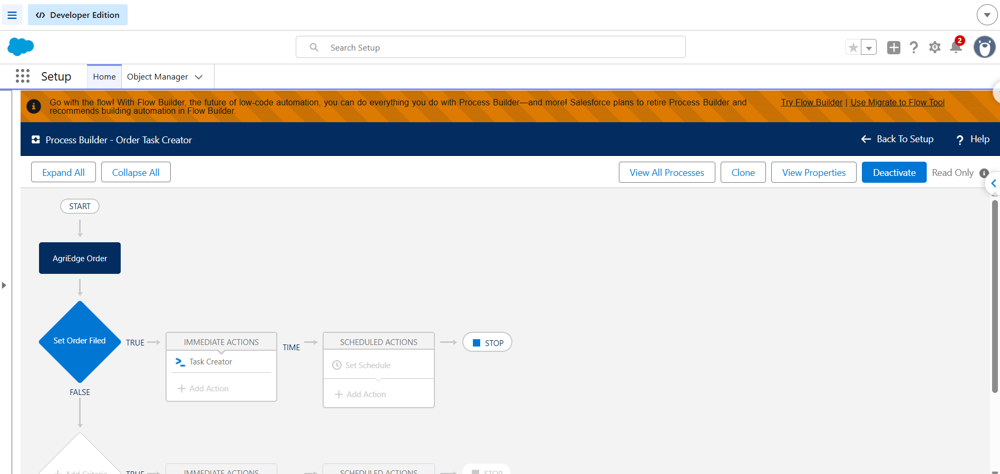 Developer Edition
Search Setup
2
Setup
Home
Object Manager
Go with the flow! With Flow Builder, the future of low-code automation, you can do everything you do with Process Builder—and more! Salesforce plans to retire Process Builder and
recommends building automation in Flow Builder.
Try Flow Builder | Use Migrate to Flow Tool
Process Builder - Order Task Creator
Back To Setup
Help
Expand All
Collapse All
View All Processes
Clone
View Properties
Deactivate
Read Only
START
AgriEdge Order
Set Order Filed
TRUE
IMMEDIATE ACTIONS
Task Creator
Add Action
TIME
SCHEDULED ACTIONS
Set Schedule
Add Action
STOP
FALSE
Add Criteria
TRUE
IMMEDIATE ACTIONS
SCHEDULED ACTIONS
STOP